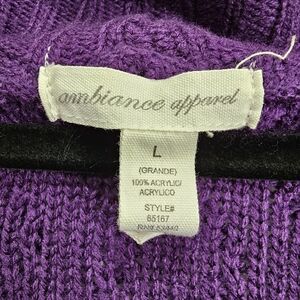 ambiance apparel
L
(GRANDE)
100% ACRYLIC/
ACRYLICO
STYLE#
65167